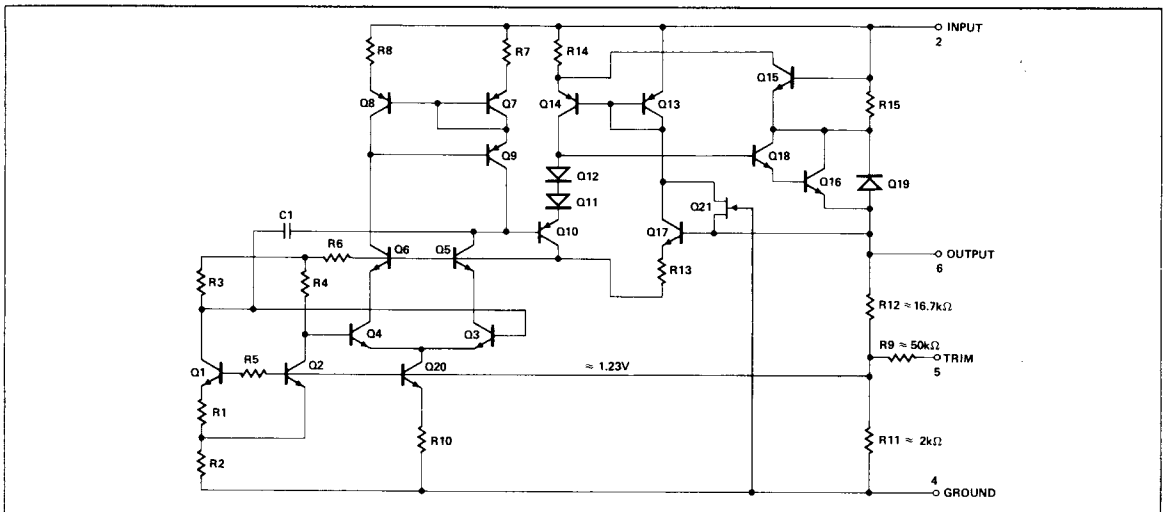 INPUT
2
R8
R7
R14
Q15
R15
Q8
Q7
Q14
Q13
Q9
Q18
Q16
Q19
Q12
Q11
Q21
C1
Q10
Q17
R6
Q6
Q5
R13
OUTPUT
6
R3
R4
R12 ≈ 16.7kΩ
Q4
Q3
R9 ≈ 50kΩ
TRIM
5
Q1
R5
Q2
Q20
≈ 1.23V
R1
R10
R11 ≈ 2kΩ
R2
4
GROUND